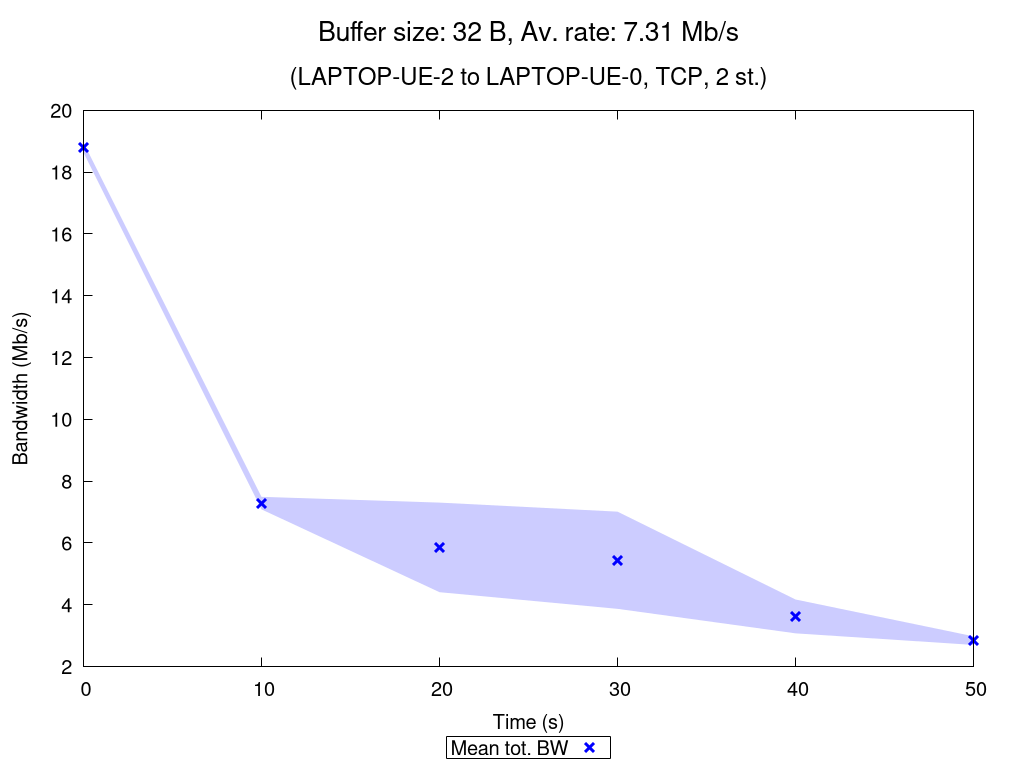 Buffer size: 32 B, Av. rate: 7.31 Mb/s
(LAPTOP-UE-2 to LAPTOP-UE-0, TCP, 2 st.)
20
18
16
14
12
10
8
6
4
2
Bandwidth (Mb/s)
0 10 20 30 40 50
Time (s)
Mean tot. BW